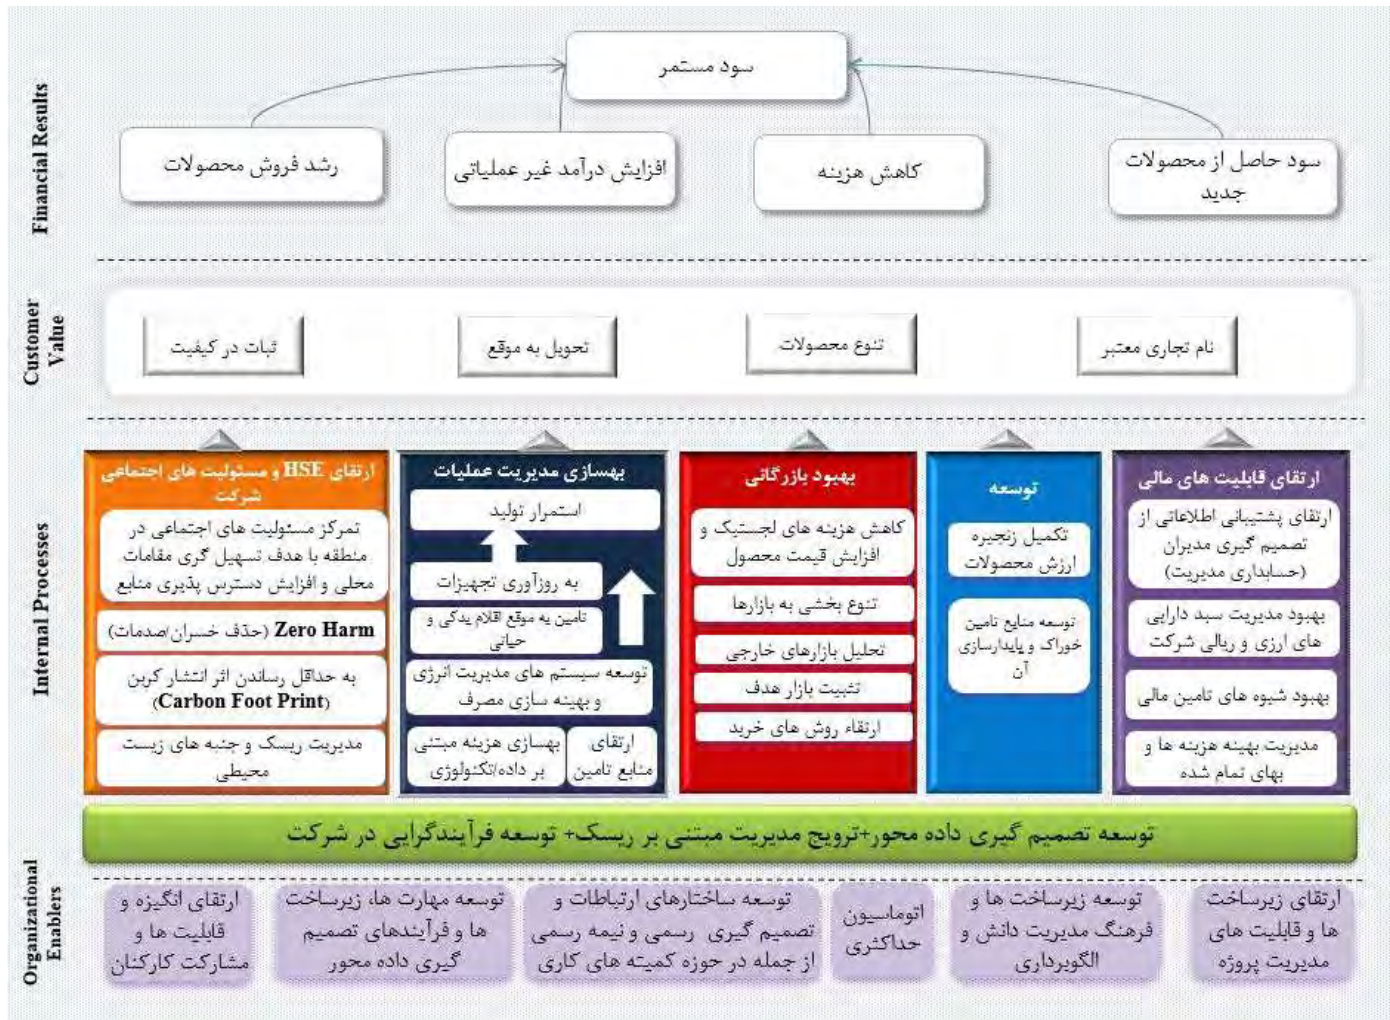 Financial Results
سود مستمر
سود حاصل از محصولات
جدید
کاهش هزینه
افزایش درآمد غیر عملیاتی
رشد فروش محصولات
Customer
Value
نام تجاری معتبر
تنوع محصولات
تحویل به موقع
ثبات در کیفیت
Internal Processes
ارتقای قابلیت های مالی
ارتقای پشتیبانی اطلاعاتی از
تصمیم گیری مدیران
(حسابداری مدیریت)
بهبود مدیریت سبد دارایی
های ارزی و ریالی شرکت
بهبود شیوه های تامین مالی
مدیریت بهینه هزینه ها و
بهای تمام شده
توسعه
تکمیل زنجیره
ارزش محصولات
توسعه منابع تامین
خوراک و پایدارسازی
آن
بهبود بازرگانی
کاهش هزینه های لجستیک و
افزایش قیمت محصول
تنوع بخشی به بازارها
تحلیل بازارهای خارجی
تثبیت بازار هدف
ارتقاء روش های خرید
بهسازی مدیریت عملیات
استمرار تولید
به روزآوری تجهیزات
تامین به موقع اقلام یدکی و
حیاتی
توسعه سیستم های مدیریت انرژی
و بهینه سازی مصرف
ارتقای
منابع تامین
بهسازی هزینه مبتنی
بر داده/تکنولوژی
ارتقای HSE و مسئولیت های اجتماعی
شرکت
تمرکز مسئولیت های اجتماعی در
منطقه با هدف تسهیل گری مقامات
محلی و افزایش دسترس پذیری منابع
Zero Harm (حذف خسران/صدمات)
به حداقل رساندن اثر انتشار کربن
(Carbon Foot Print)
مدیریت ریسک و جنبه های زیست
محیطی
توسعه تصمیم گیری داده محور+ترویج مدیریت مبتنی بر ریسک+ توسعه فرآیندگرایی در شرکت
Organizational
Enablers
ارتقای زیرساخت
ها و قابلیت های
مدیریت پروژه
توسعه زیرساخت ها و
فرهنگ مدیریت دانش و
الگوبرداری
اتوماسیون
حداکثری
توسعه ساختارهای ارتباطات و
تصمیم گیری رسمی و نیمه رسمی
از جمله در حوزه کمیته های کاری
توسعه مهارت ها، زیرساخت
ها و فرآیندهای تصمیم
گیری داده محور
ارتقای انگیزه و
قابلیت ها و
مشارکت کارکنان